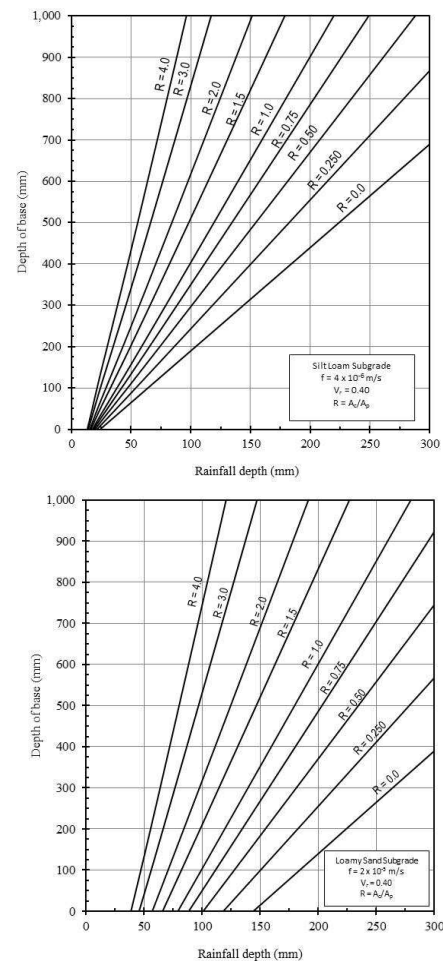 1,000
900
800
700
600
500
400
300
200
100
0
Depth of base (mm)
R = 4.0
R = 3.0
R = 2.0
R = 1.5
R = 1.0
R = 0.75
R = 0.50
R = 0.250
R = 0.0
Silt Loam Subgrade
f = 4 x 10⁻⁶ m/s
Vᵣ = 0.40
R = A꜀/Aₚ
0 50 100 150 200 250 300
Rainfall depth (mm)
1,000
900
800
700
600
500
400
300
200
100
0
Depth of base (mm)
R = 4.0
R = 3.0
R = 2.0
R = 1.5
R = 1.0
R = 0.75
R = 0.50
R = 0.250
R = 0.0
Loamy Sand Subgrade
f = 2 x 10⁻⁵ m/s
Vᵣ = 0.40
R = A꜀/Aₚ
0 50 100 150 200 250 300
Rainfall depth (mm)